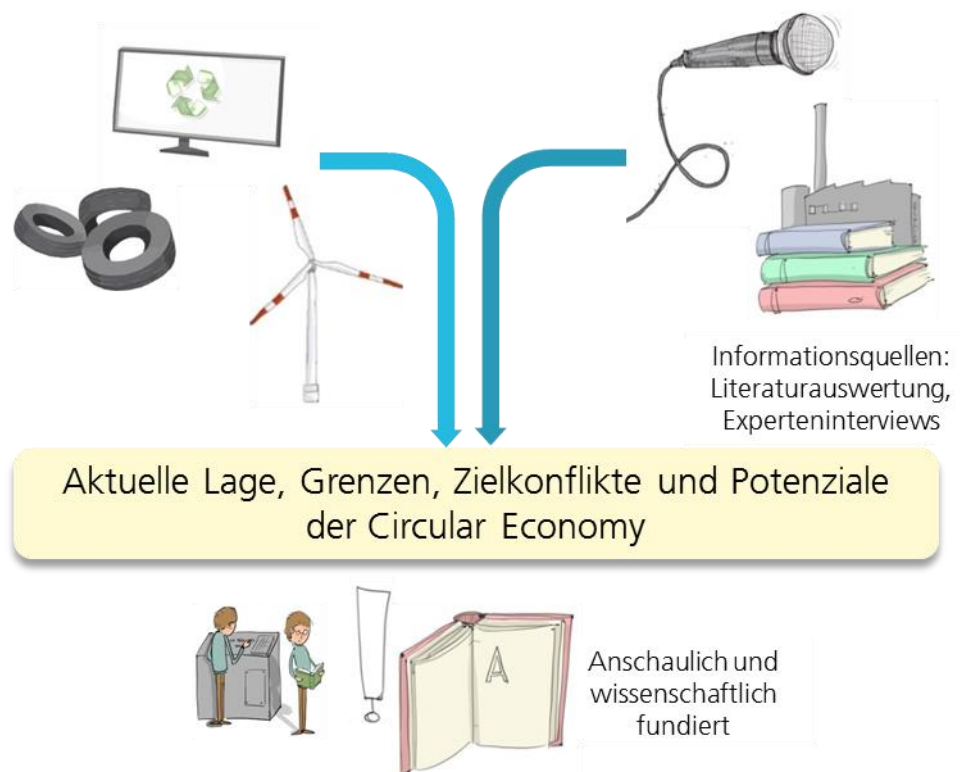 Informationsquellen:
Literaturauswertung,
Experteninterviews
Aktuelle Lage, Grenzen, Zielkonflikte und Potenziale
der Circular Economy
A
Anschaulich und
wissenschaftlich
fundiert